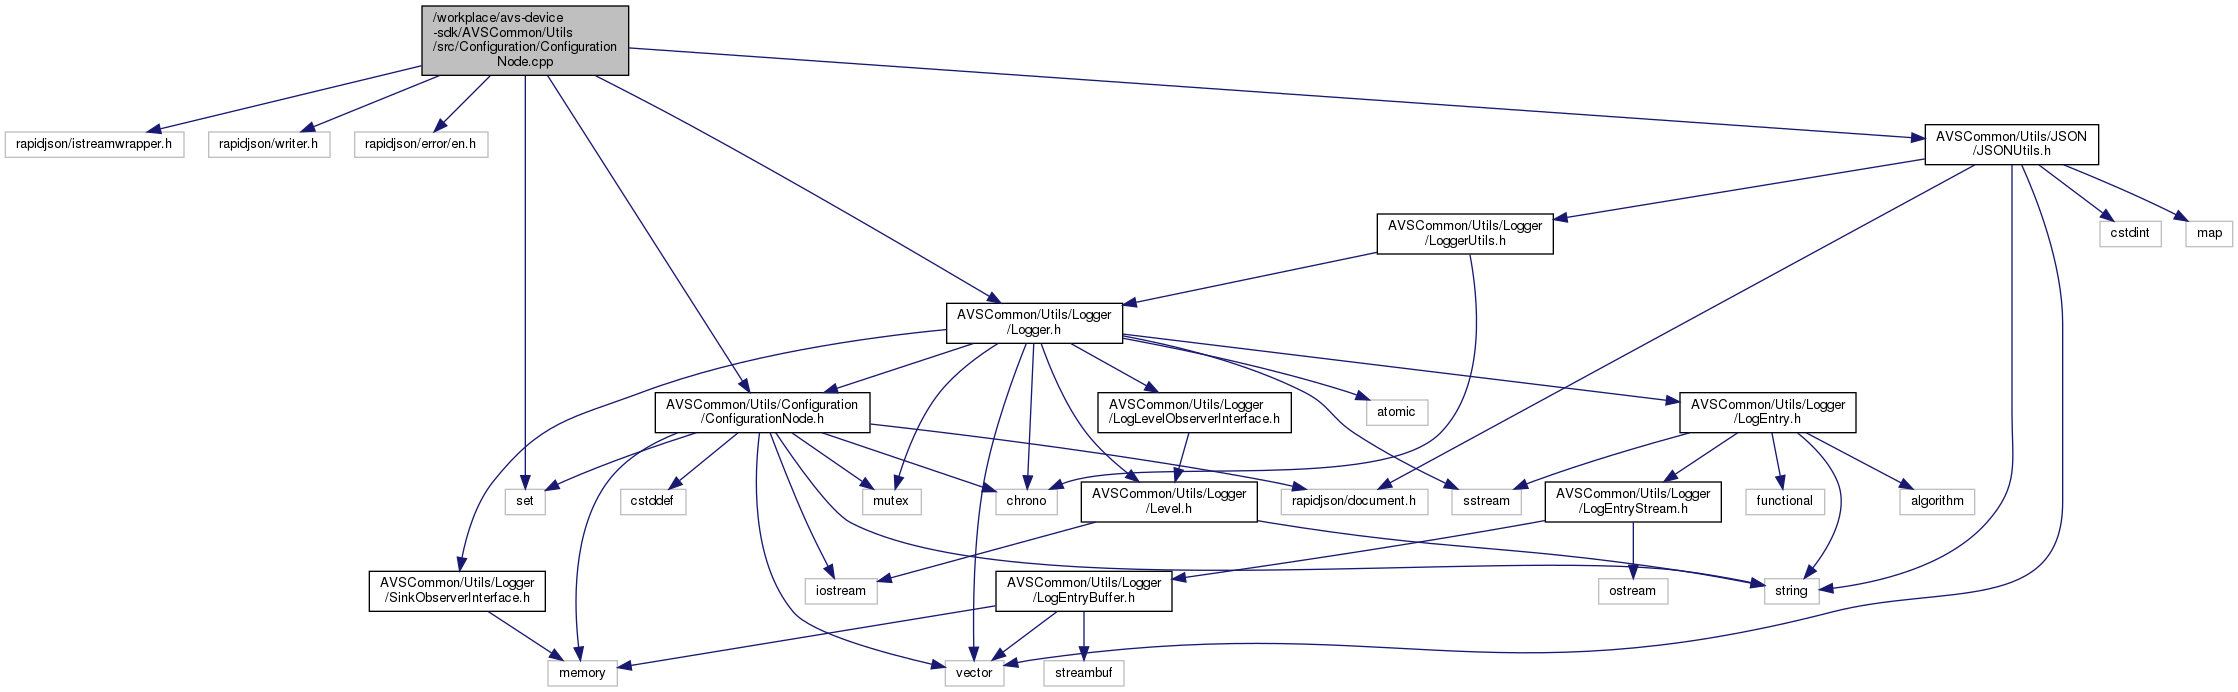 /workplace/avs-device
-sdk/AVSCommon/Utils
/src/Configuration/Configuration
Node.cpp
rapidjson/istreamwrapper.h
rapidjson/writer.h
rapidjson/error/en.h
AVSCommon/Utils/JSON
/JSONUtils.h
AVSCommon/Utils/Logger
/LoggerUtils.h
cstdint
map
AVSCommon/Utils/Logger
/Logger.h
AVSCommon/Utils/Configuration
/ConfigurationNode.h
AVSCommon/Utils/Logger
/LogLevelObserverInterface.h
atomic
AVSCommon/Utils/Logger
/LogEntry.h
set
cstddef
mutex
chrono
AVSCommon/Utils/Logger
/Level.h
rapidjson/document.h
sstream
AVSCommon/Utils/Logger
/LogEntryStream.h
functional
algorithm
AVSCommon/Utils/Logger
/SinkObserverInterface.h
iostream
AVSCommon/Utils/Logger
/LogEntryBuffer.h
ostream
string
memory
vector
streambuf